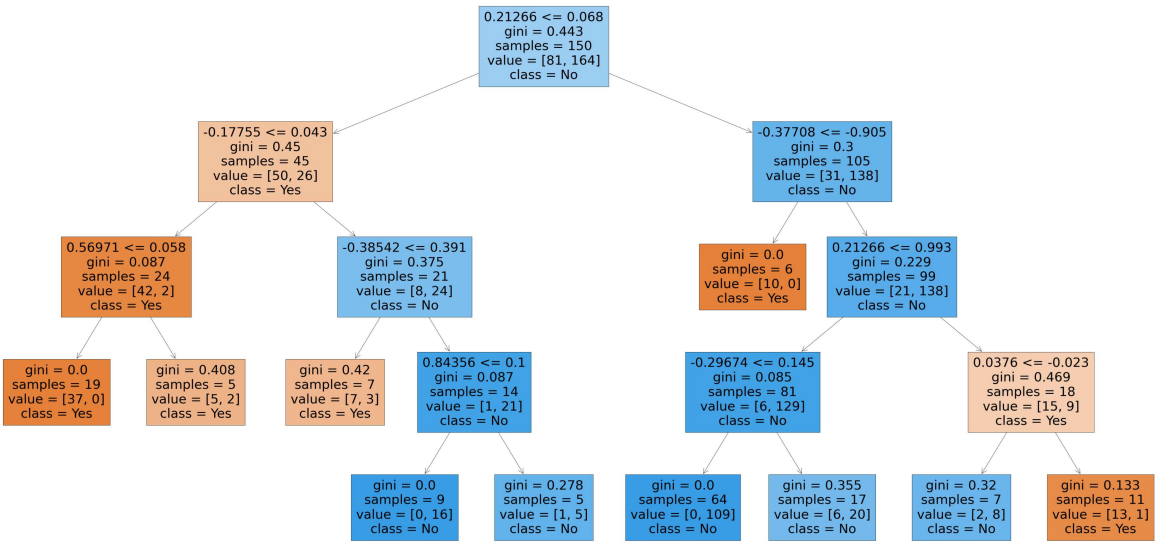 0.21266 <= 0.068
gini = 0.443
samples = 150
value = [81, 164]
class = No
-0.17755 <= 0.043
gini = 0.45
samples = 45
value = [50, 26]
class = Yes
-0.37708 <= -0.905
gini = 0.3
samples = 105
value = [31, 138]
class = No
0.56971 <= 0.058
gini = 0.087
samples = 24
value = [42, 2]
class = Yes
-0.38542 <= 0.391
gini = 0.375
samples = 21
value = [8, 24]
class = No
gini = 0.0
samples = 6
value = [10, 0]
class = Yes
0.21266 <= 0.993
gini = 0.229
samples = 99
value = [21, 138]
class = No
gini = 0.0
samples = 19
value = [37, 0]
class = Yes
gini = 0.408
samples = 5
value = [5, 2]
class = Yes
gini = 0.42
samples = 7
value = [7, 3]
class = Yes
0.84356 <= 0.1
gini = 0.087
samples = 14
value = [1, 21]
class = No
-0.29674 <= 0.145
gini = 0.085
samples = 81
value = [6, 129]
class = No
0.0376 <= -0.023
gini = 0.469
samples = 18
value = [15, 9]
class = Yes
gini = 0.0
samples = 9
value = [0, 16]
class = No
gini = 0.278
samples = 5
value = [1, 5]
class = No
gini = 0.0
samples = 64
value = [0, 109]
class = No
gini = 0.355
samples = 17
value = [6, 20]
class = No
gini = 0.32
samples = 7
value = [2, 8]
class = No
gini = 0.133
samples = 11
value = [13, 1]
class = Yes